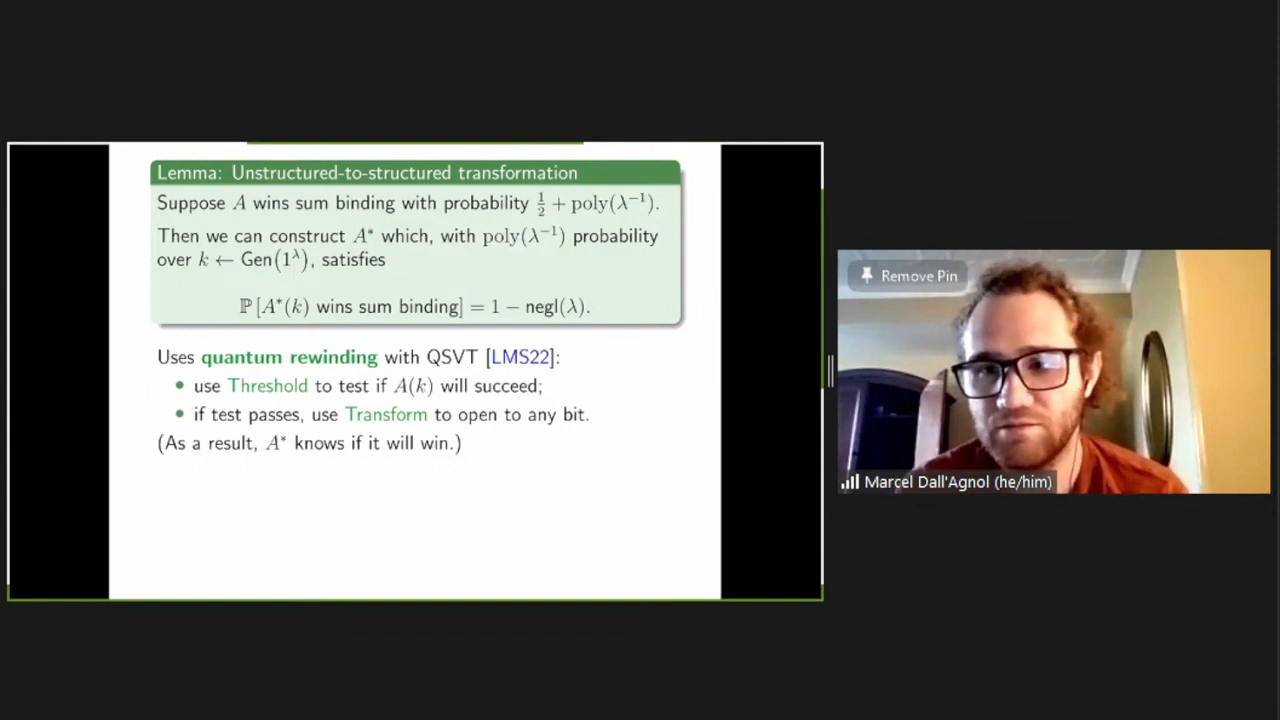 Lemma: Unstructured-to-structured transformation
Suppose A wins sum binding with probability 1/2 + poly(λ⁻¹).
Then we can construct A* which, with poly(λ⁻¹) probability
over k ← Gen(1^λ), satisfies
ℙ [A*(k) wins sum binding] = 1 − negl(λ).
Uses quantum rewinding with QSVT [LMS22]:
• use Threshold to test if A(k) will succeed;
• if test passes, use Transform to open to any bit.
(As a result, A* knows if it will win.)
Remove Pin
Marcel Dall'Agnol (he/him)